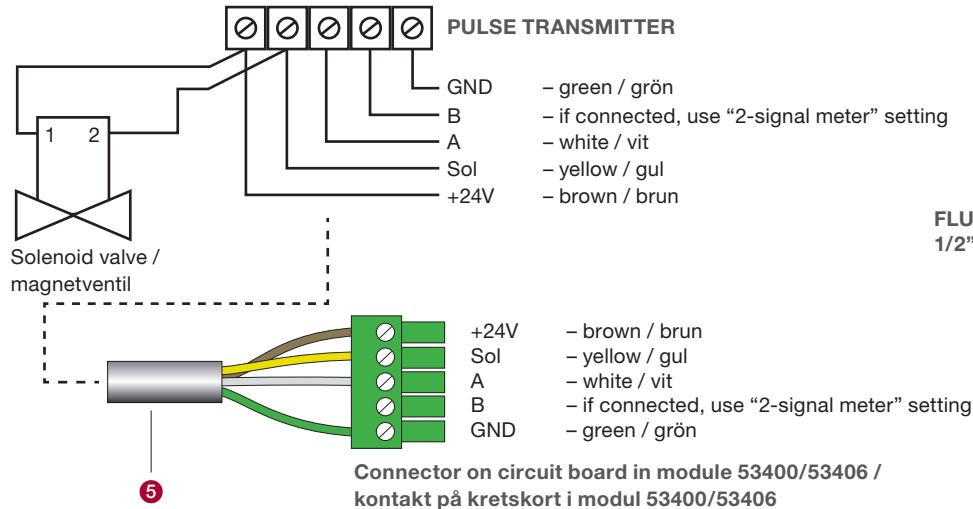 PULSE TRANSMITTER
GND – green / grön
B – if connected, use “2-signal meter” setting
A – white / vit
Sol – yellow / gul
+24V – brown / brun
1 2
Solenoid valve /
magnetventil
FLU
1/2”
+24V – brown / brun
Sol – yellow / gul
A – white / vit
B – if connected, use “2-signal meter” setting
GND – green / grön
5
Connector on circuit board in module 53400/53406 /
kontakt på kretskort i modul 53400/53406